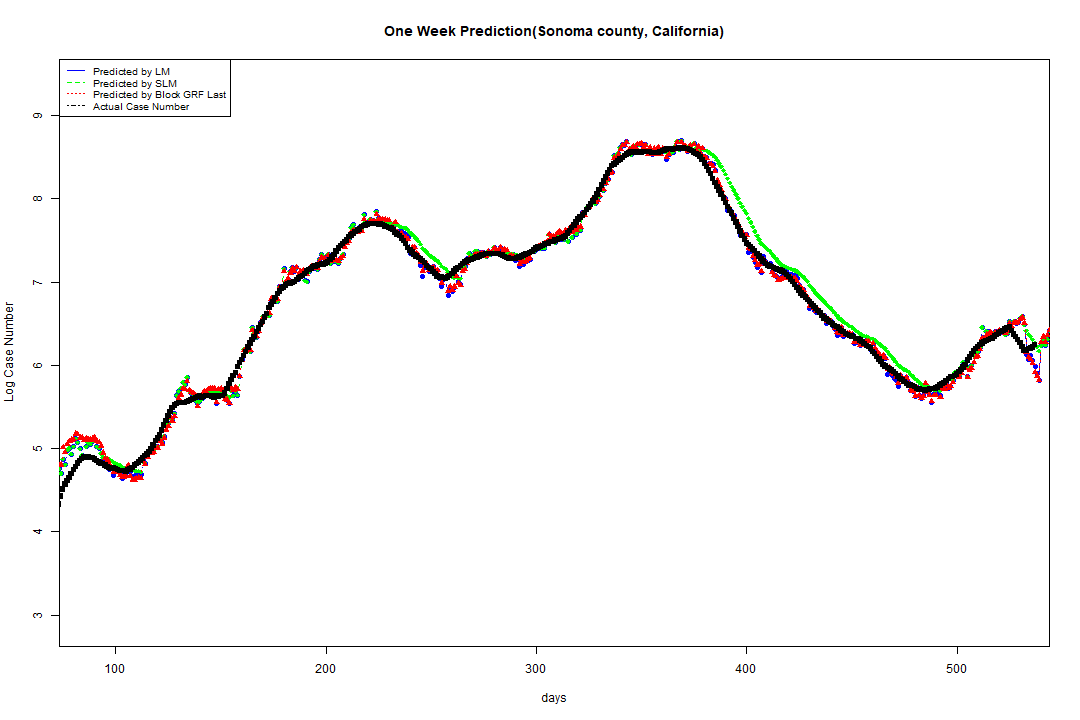 One Week Prediction(Sonoma county, California)
Predicted by LM
Predicted by SLM
Predicted by Block GRF Last
Actual Case Number
9
8
7
6
5
4
3
Log Case Number
100 200 300 400 500
days